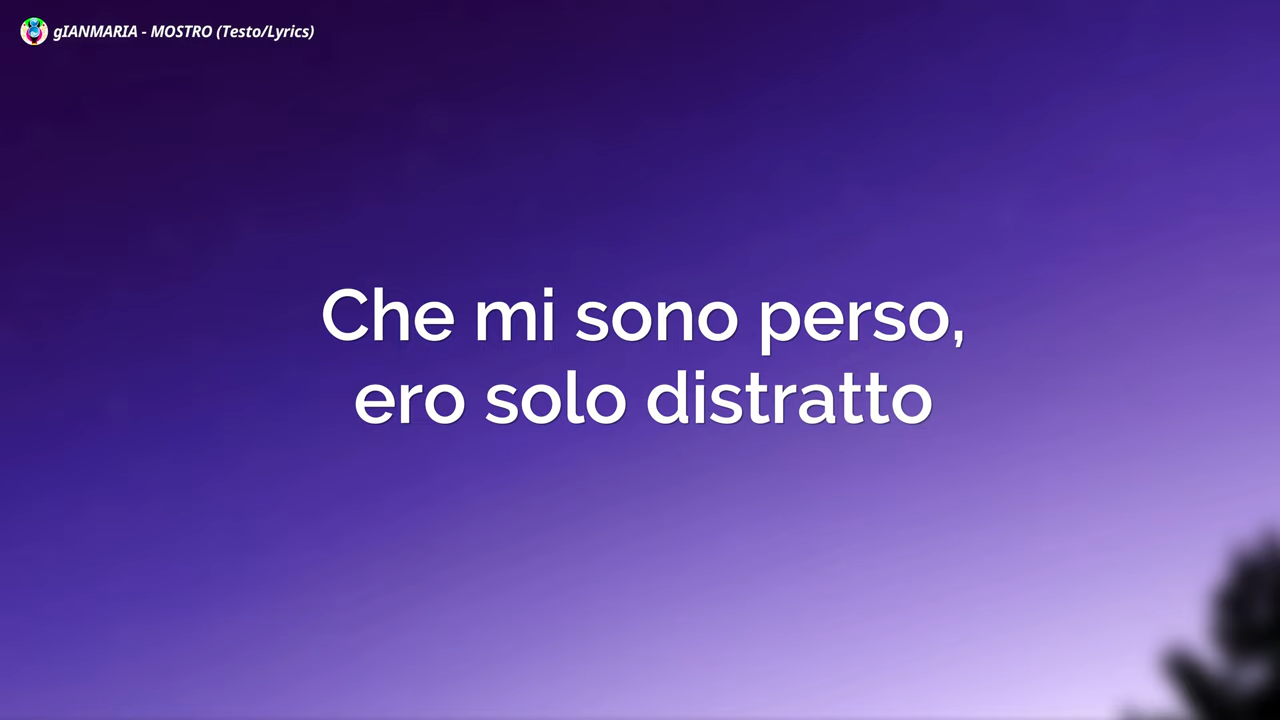 gIANMARIA - MOSTRO (Testo/Lyrics)
Che mi sono perso,
ero solo distratto